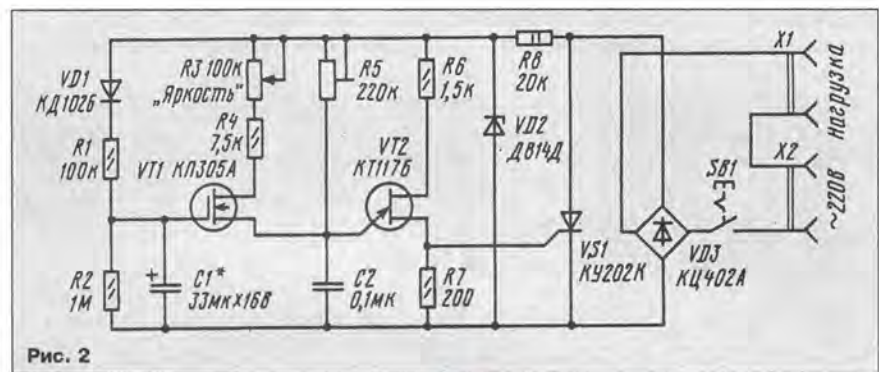 VD1
КД102Б
R1
100к
R2
1М
C1*
33мк×16В
VT1 КП305А
R3 100к
„Яркость"
R4
7,5к
R5
220к
C2
0,1мк
VT2
КТ117Б
R6
1,5к
R7
200
VD2
Д814Д
R8
20к
VS1
КУ202К
VD3
КЦ402А
SB1
X1
X2
Нагрузка
~220В
Рис. 2